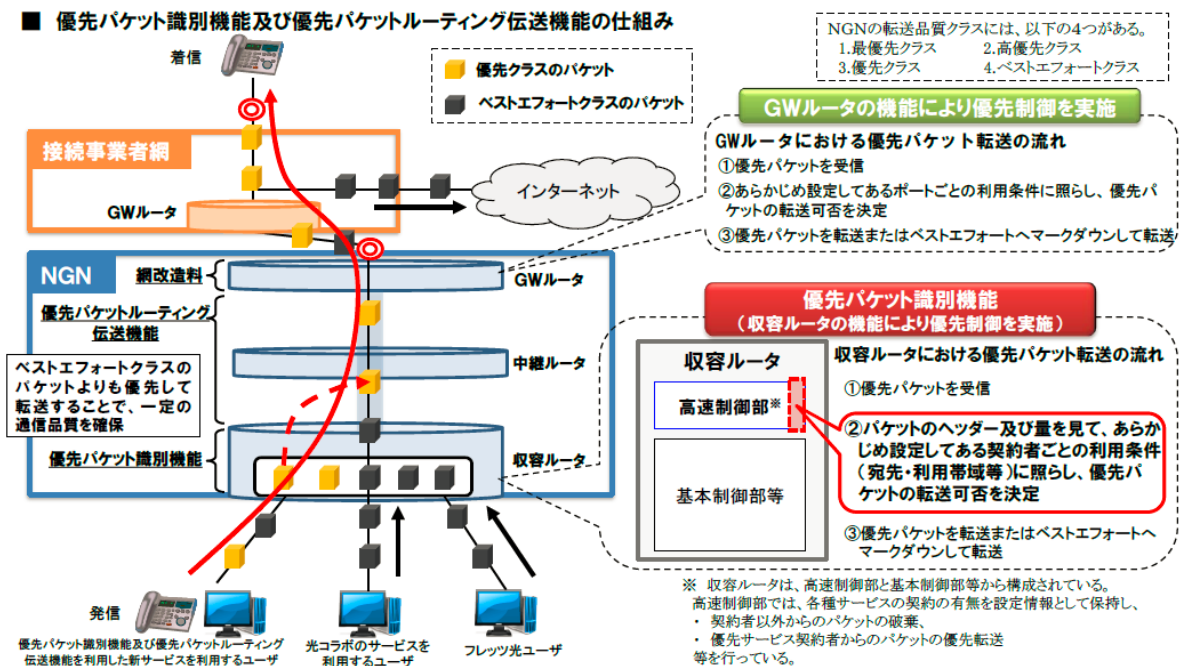 ■ 優先パケット識別機能及び優先パケットルーティング伝送機能の仕組み
NGNの転送品質クラスには、以下の4つがある。
1.最優先クラス 2.高優先クラス
3.優先クラス 4.ベストエフォートクラス
着信
優先クラスのパケット
ベストエフォートクラスのパケット
接続事業者網
GWルータ
インターネット
NGN
網改造料
GWルータ
優先パケットルーティング
伝送機能
中継ルータ
ベストエフォートクラスの
パケットよりも優先して
転送することで、一定の
通信品質を確保
優先パケット識別機能
収容ルータ
発信
優先パケット識別機能及び優先パケットルーティング
伝送機能を利用した新サービスを利用するユーザ
光コラボのサービスを
利用するユーザ
フレッツ光ユーザ
GWルータの機能により優先制御を実施
GWルータにおける優先パケット転送の流れ
①優先パケットを受信
②あらかじめ設定してあるポートごとの利用条件に照らし、優先パ
ケットの転送可否を決定
③優先パケットを転送またはベストエフォートへマークダウンして転送
優先パケット識別機能
（収容ルータの機能により優先制御を実施）
収容ルータ
高速制御部※
基本制御部等
収容ルータにおける優先パケット転送の流れ
①優先パケットを受信
②パケットのヘッダー及び量を見て、あらか
じめ設定してある契約者ごとの利用条件
（宛先・利用帯域等）に照らし、優先パ
ケットの転送可否を決定
③優先パケットを転送またはベストエフォートへ
マークダウンして転送
※ 収容ルータは、高速制御部と基本制御部等から構成されている。
高速制御部では、各種サービスの契約の有無を設定情報として保持し、
・ 契約者以外からのパケットの破棄、
・ 優先サービス契約者からのパケットの優先転送
等を行っている。